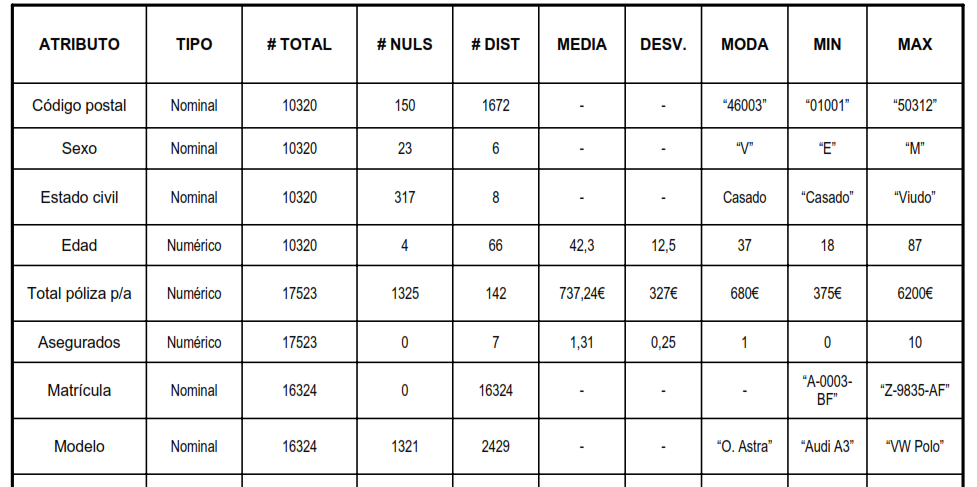 ATRIBUTO TIPO # TOTAL # NULS # DIST MEDIA DESV. MODA MIN MAX
Código postal Nominal 10320 150 1672 - - “46003” “01001” “50312”
Sexo Nominal 10320 23 6 - - “V” “E” “M”
Estado civil Nominal 10320 317 8 - - Casado “Casado” “Viudo”
Edad Numérico 10320 4 66 42,3 12,5 37 18 87
Total póliza p/a Numérico 17523 1325 142 737,24€ 327€ 680€ 375€ 6200€
Asegurados Numérico 17523 0 7 1,31 0,25 1 0 10
Matrícula Nominal 16324 0 16324 - - - “A-0003-BF” “Z-9835-AF”
Modelo Nominal 16324 1321 2429 - - “O. Astra” “Audi A3” “VW Polo”